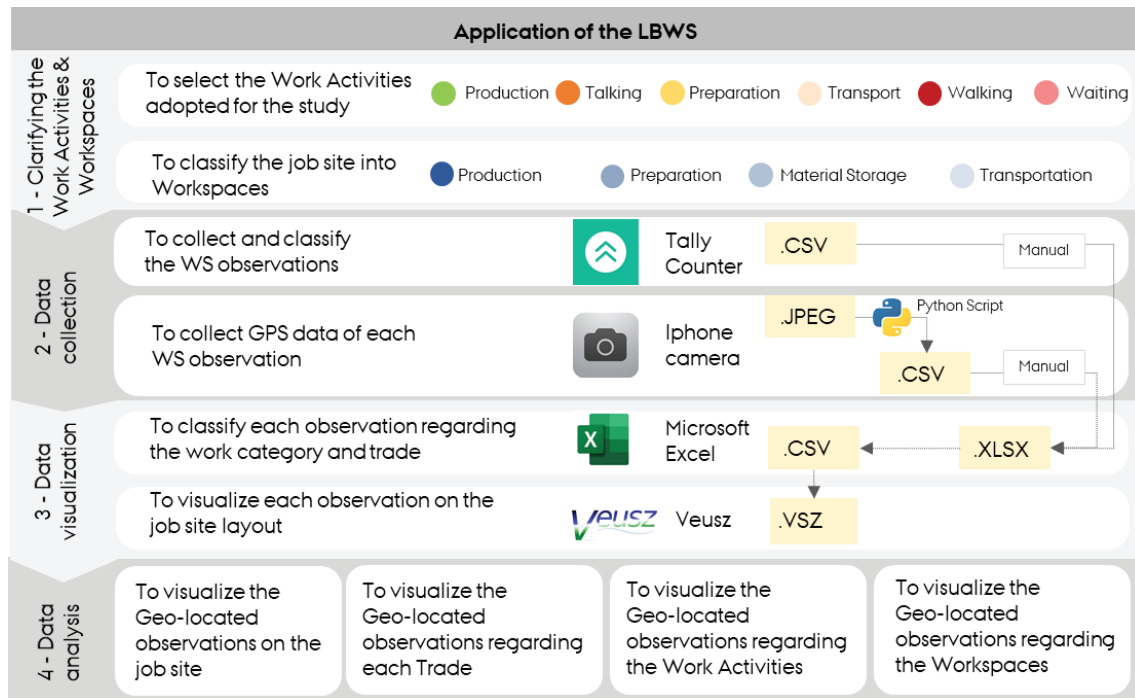 Application of the LBWS
1 - Clarifying the
Work Activities &
Workspaces
To select the Work Activities
adopted for the study
Production
Talking
Preparation
Transport
Walking
Waiting
To classify the job site into
Workspaces
Production
Preparation
Material Storage
Transportation
2 - Data
collection
To collect and classify
the WS observations
Tally
Counter
.CSV
Manual
To collect GPS data of each
WS observation
Iphone
camera
.JPEG
Python Script
.CSV
Manual
3 - Data
visualization
To classify each observation regarding
the work category and trade
X
Microsoft
Excel
.CSV
.XLSX
To visualize each observation on the
job site layout
Veusz
Veusz
.VSZ
4 - Data
analysis
To visualize the
Geo-located
observations on the
job site
To visualize the
Geo-located
observations regarding
each Trade
To visualize the
Geo-located
observations regarding
the Work Activities
To visualize the
Geo-located
observations regarding
the Workspaces